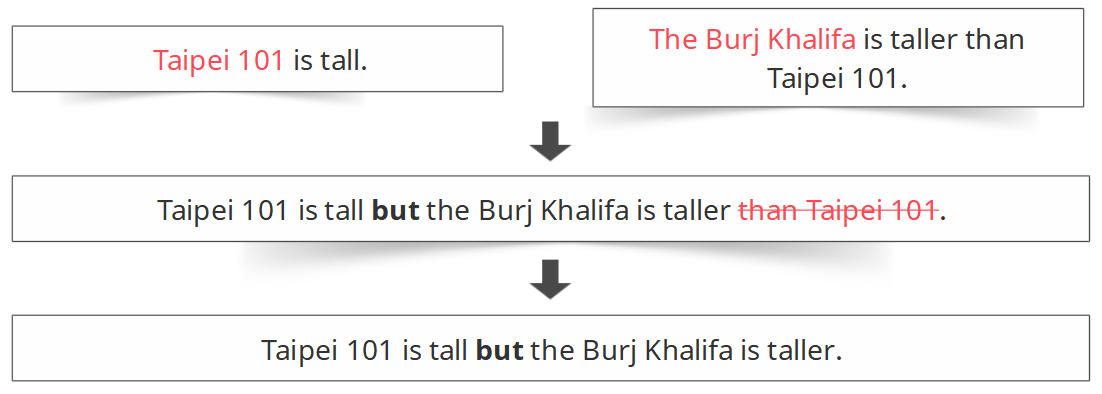 Taipei 101 is tall.
The Burj Khalifa is taller than
Taipei 101.
Taipei 101 is tall but the Burj Khalifa is taller than Taipei 101.
Taipei 101 is tall but the Burj Khalifa is taller.